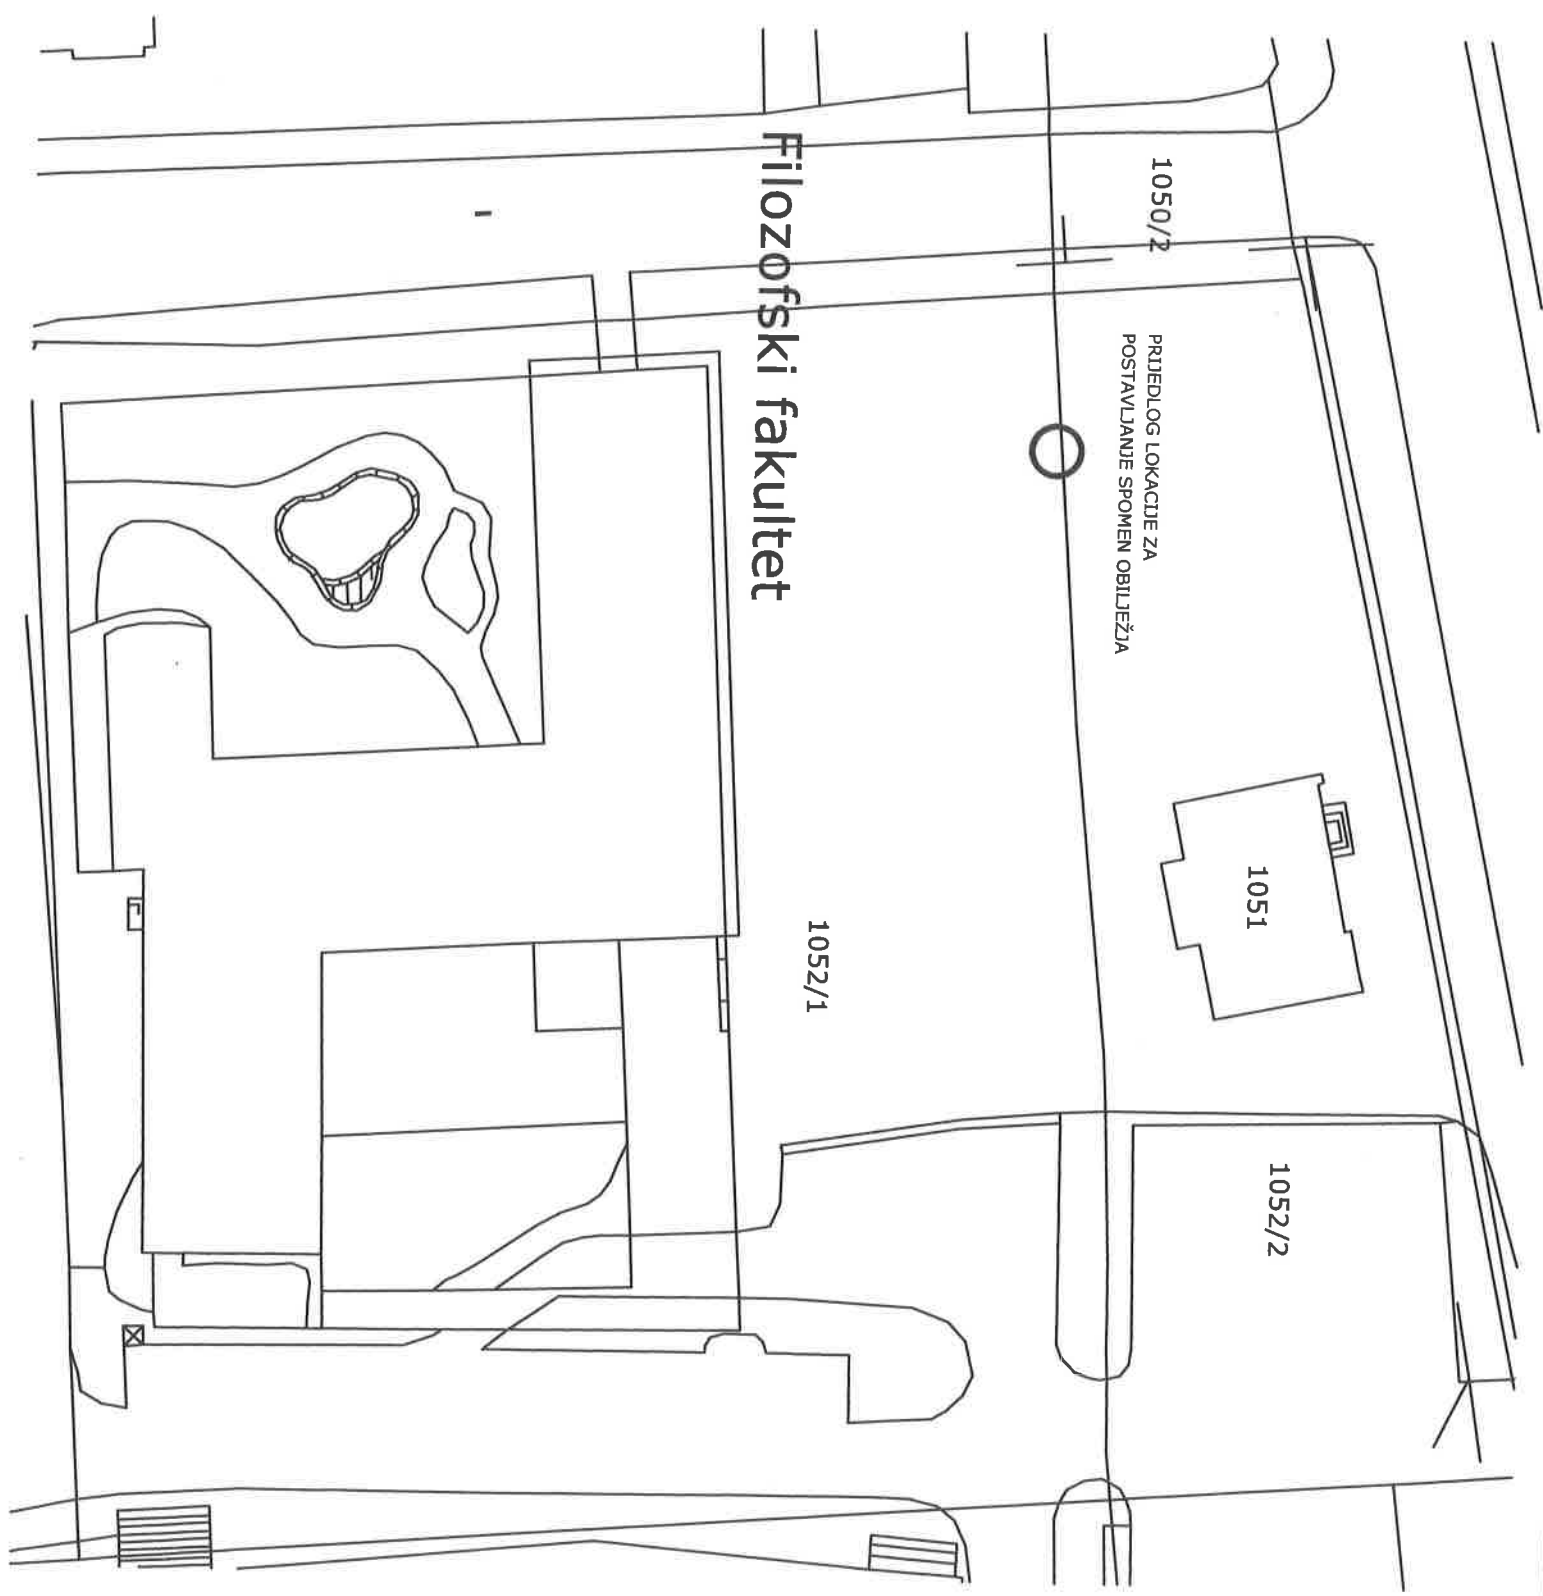 1050/2
PRIJEDLOG LOKACIJE ZA
POSTAVLJANJE SPOMEN OBILJEŽJA
Filozofski fakultet
1051
1052/1
1052/2